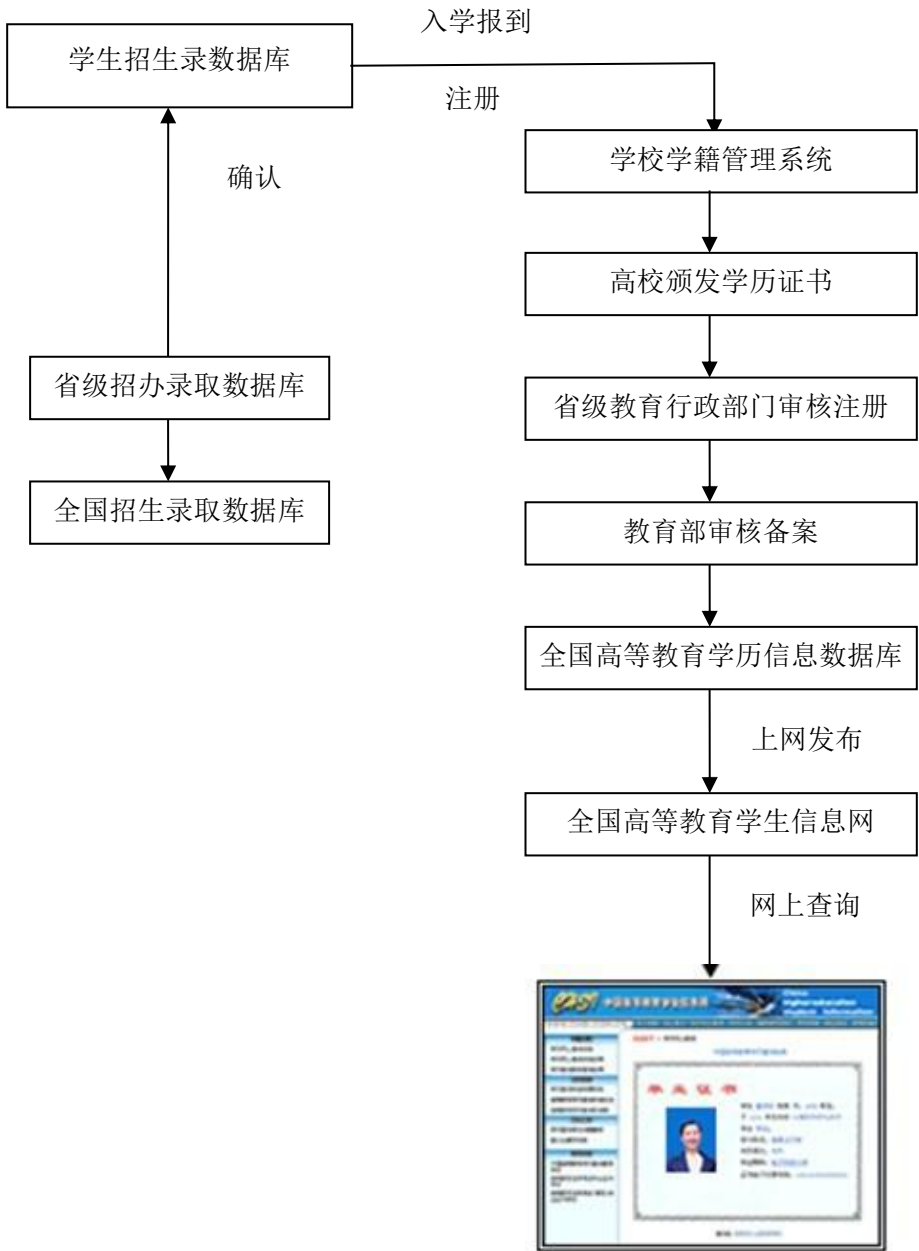 入学报到
学生招生录数据库
注册
学校学籍管理系统
确认
高校颁发学历证书
省级招办录取数据库
省级教育行政部门审核注册
全国招生录取数据库
教育部审核备案
全国高等教育学历信息数据库
上网发布
全国高等教育学生信息网
网上查询
毕业证书